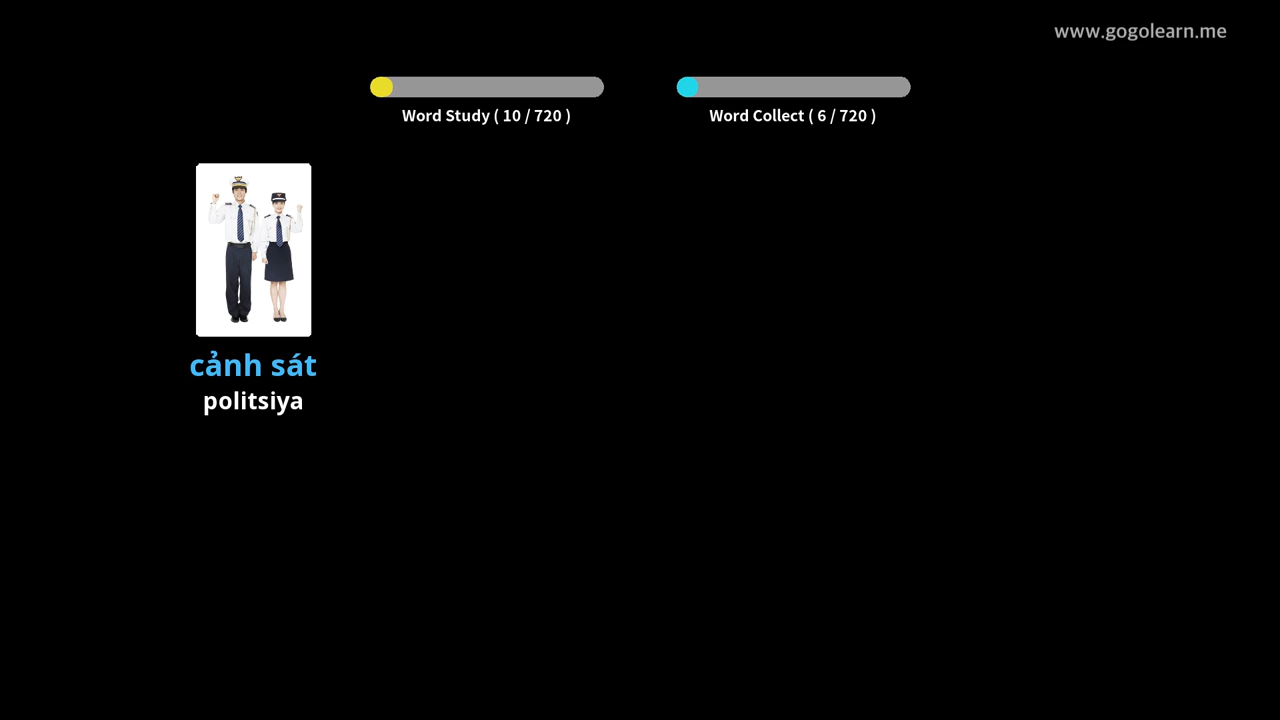 www.gogolearn.me
Word Study ( 10 / 720 )
Word Collect ( 6 / 720 )
cảnh sát
politsiya